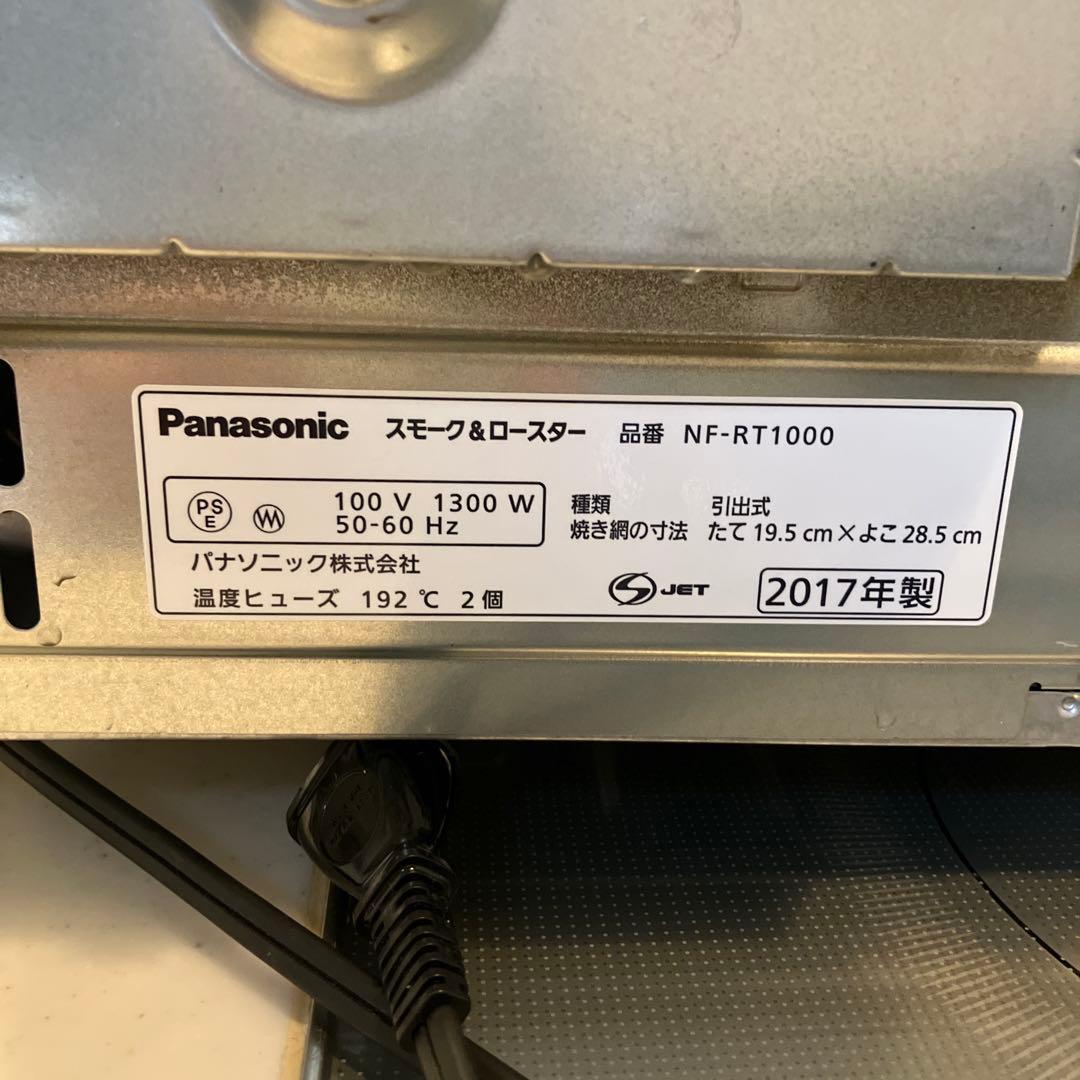 Panasonic スモーク&ロースター 品番 NF-RT1000
PS
E
100 V 1300 W
50-60 Hz
種類 引出式
焼き網の寸法 たて 19.5 cm×よこ 28.5 cm
パナソニック株式会社
温度ヒューズ 192 ℃ 2 個
S JET
2017年製